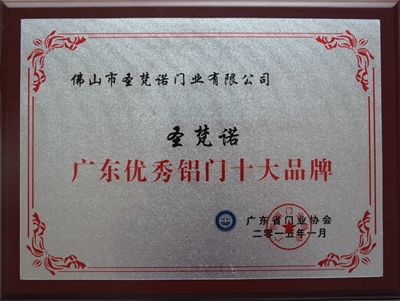 佛山市圣梵诺门业有限公司
圣梵诺
广东优秀铝门十大品牌
广东省门业协会
二零一五年一月